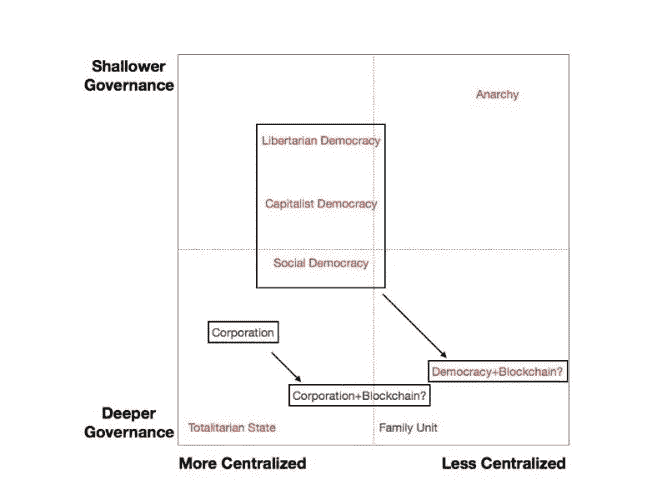 Shallower
Governance
Anarchy
Libertarian Democracy
Capitalist Democracy
Social Democracy
Corporation
Democracy+Blockchain?
Corporation+Blockchain?
Deeper
Governance
Totalitarian State
Family Unit
More Centralized
Less Centralized